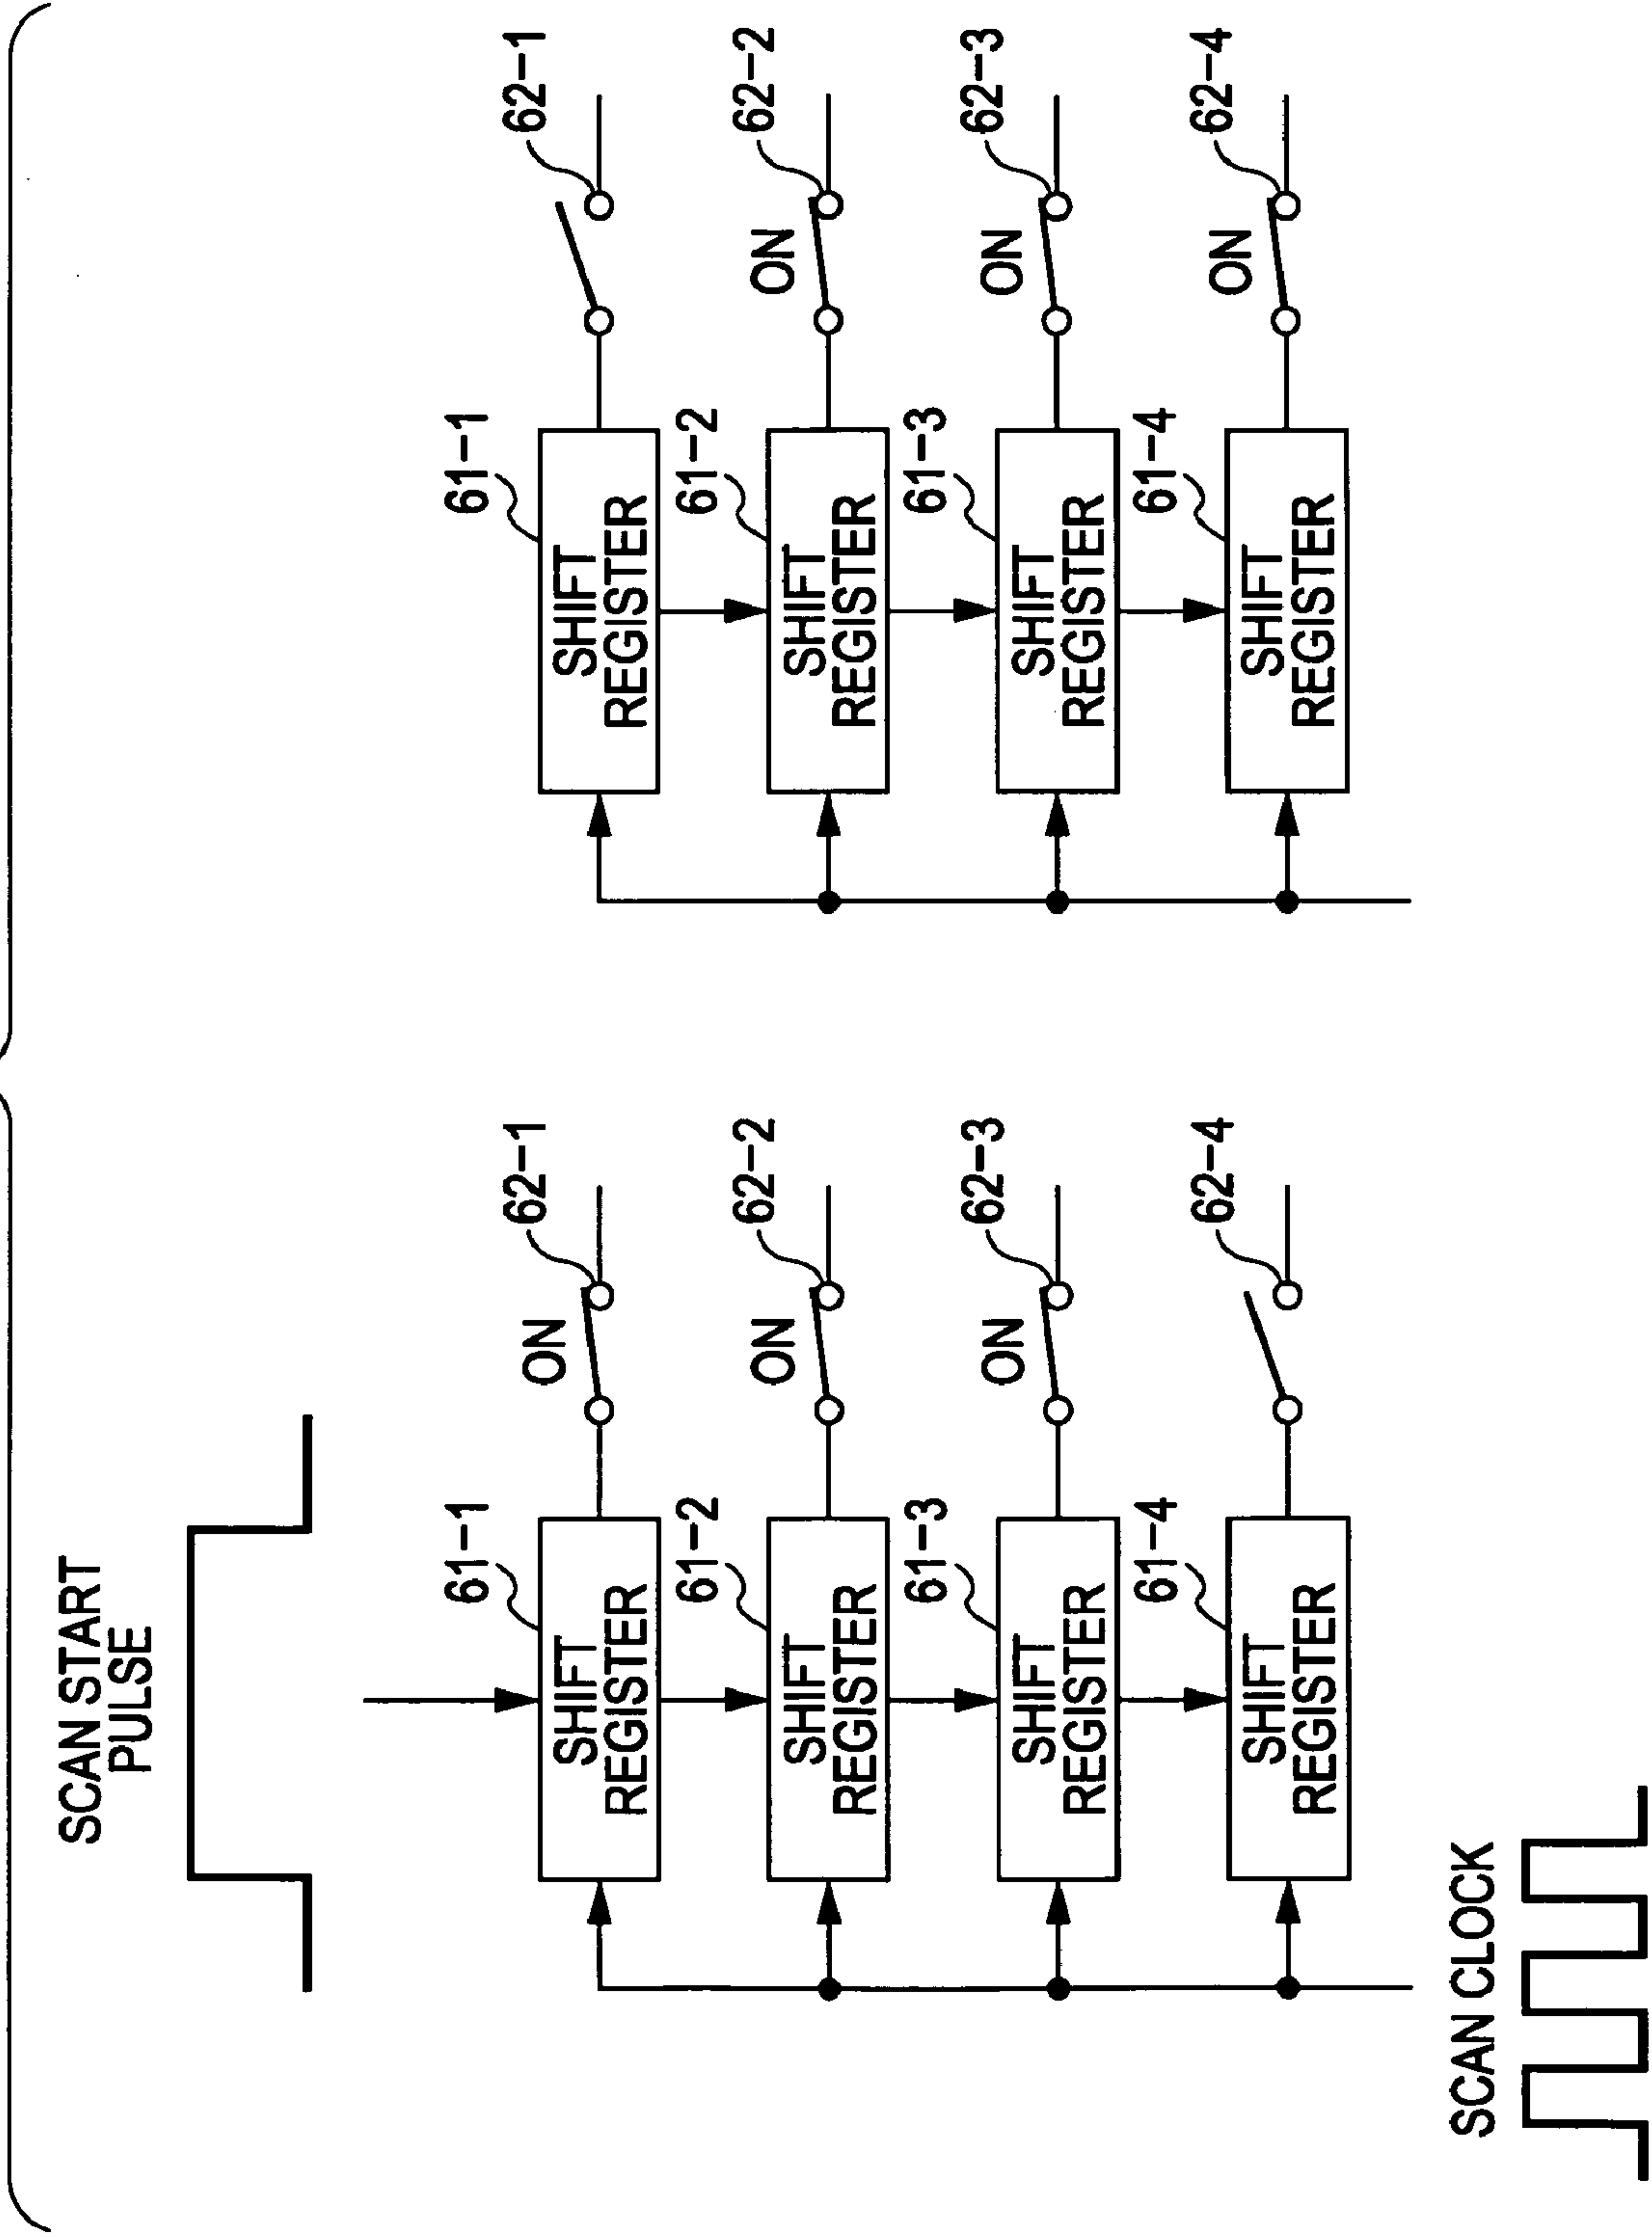 SCAN START
PULSE
61-1
SHIFT
REGISTER
ON
62-1
61-2
SHIFT
REGISTER
ON
62-2
61-3
SHIFT
REGISTER
ON
62-3
61-4
SHIFT
REGISTER
62-4
SCAN CLOCK
61-1
SHIFT
REGISTER
62-1
61-2
SHIFT
REGISTER
ON
62-2
61-3
SHIFT
REGISTER
ON
62-3
61-4
SHIFT
REGISTER
ON
62-4